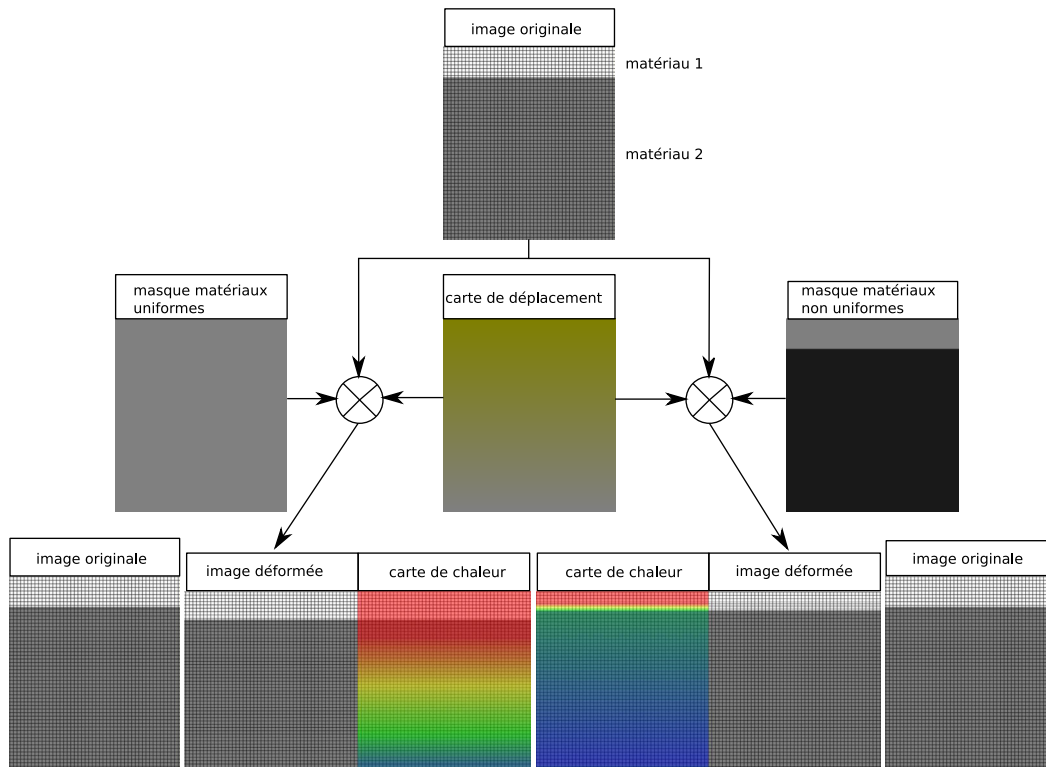 image originale
matériau 1
matériau 2
masque matériaux
uniformes
carte de déplacement
masque matériaux
non uniformes
image originale
image déformée
carte de chaleur
carte de chaleur
image déformée
image originale